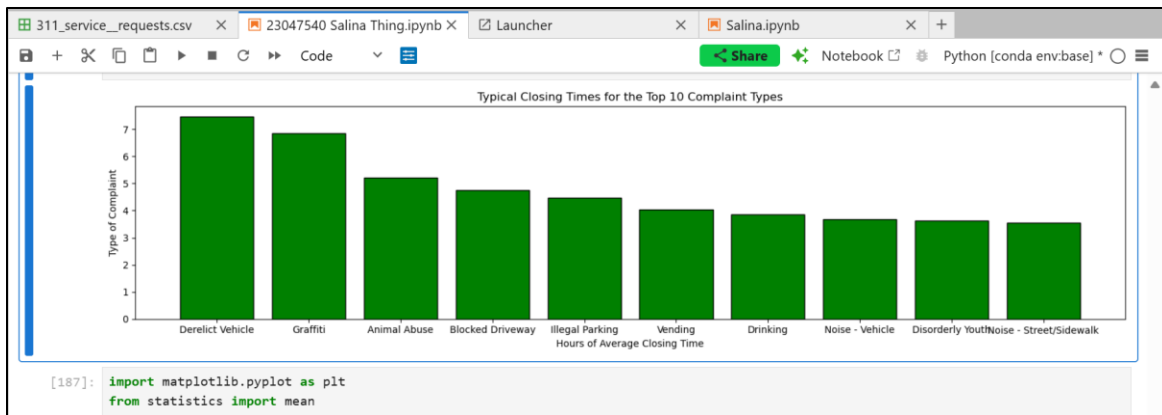 311_service__requests.csv
23047540 Salina Thing.ipynb
Launcher
Salina.ipynb
Code
Share
Notebook
Python [conda env:base] *
Typical Closing Times for the Top 10 Complaint Types
Type of Complaint
7
6
5
4
3
2
1
0
Derelict Vehicle Graffiti Animal Abuse Blocked Driveway Illegal Parking Vending Drinking Noise - Vehicle Disorderly Youth Noise - Street/Sidewalk
Hours of Average Closing Time
[187]: import matplotlib.pyplot as plt
from statistics import mean